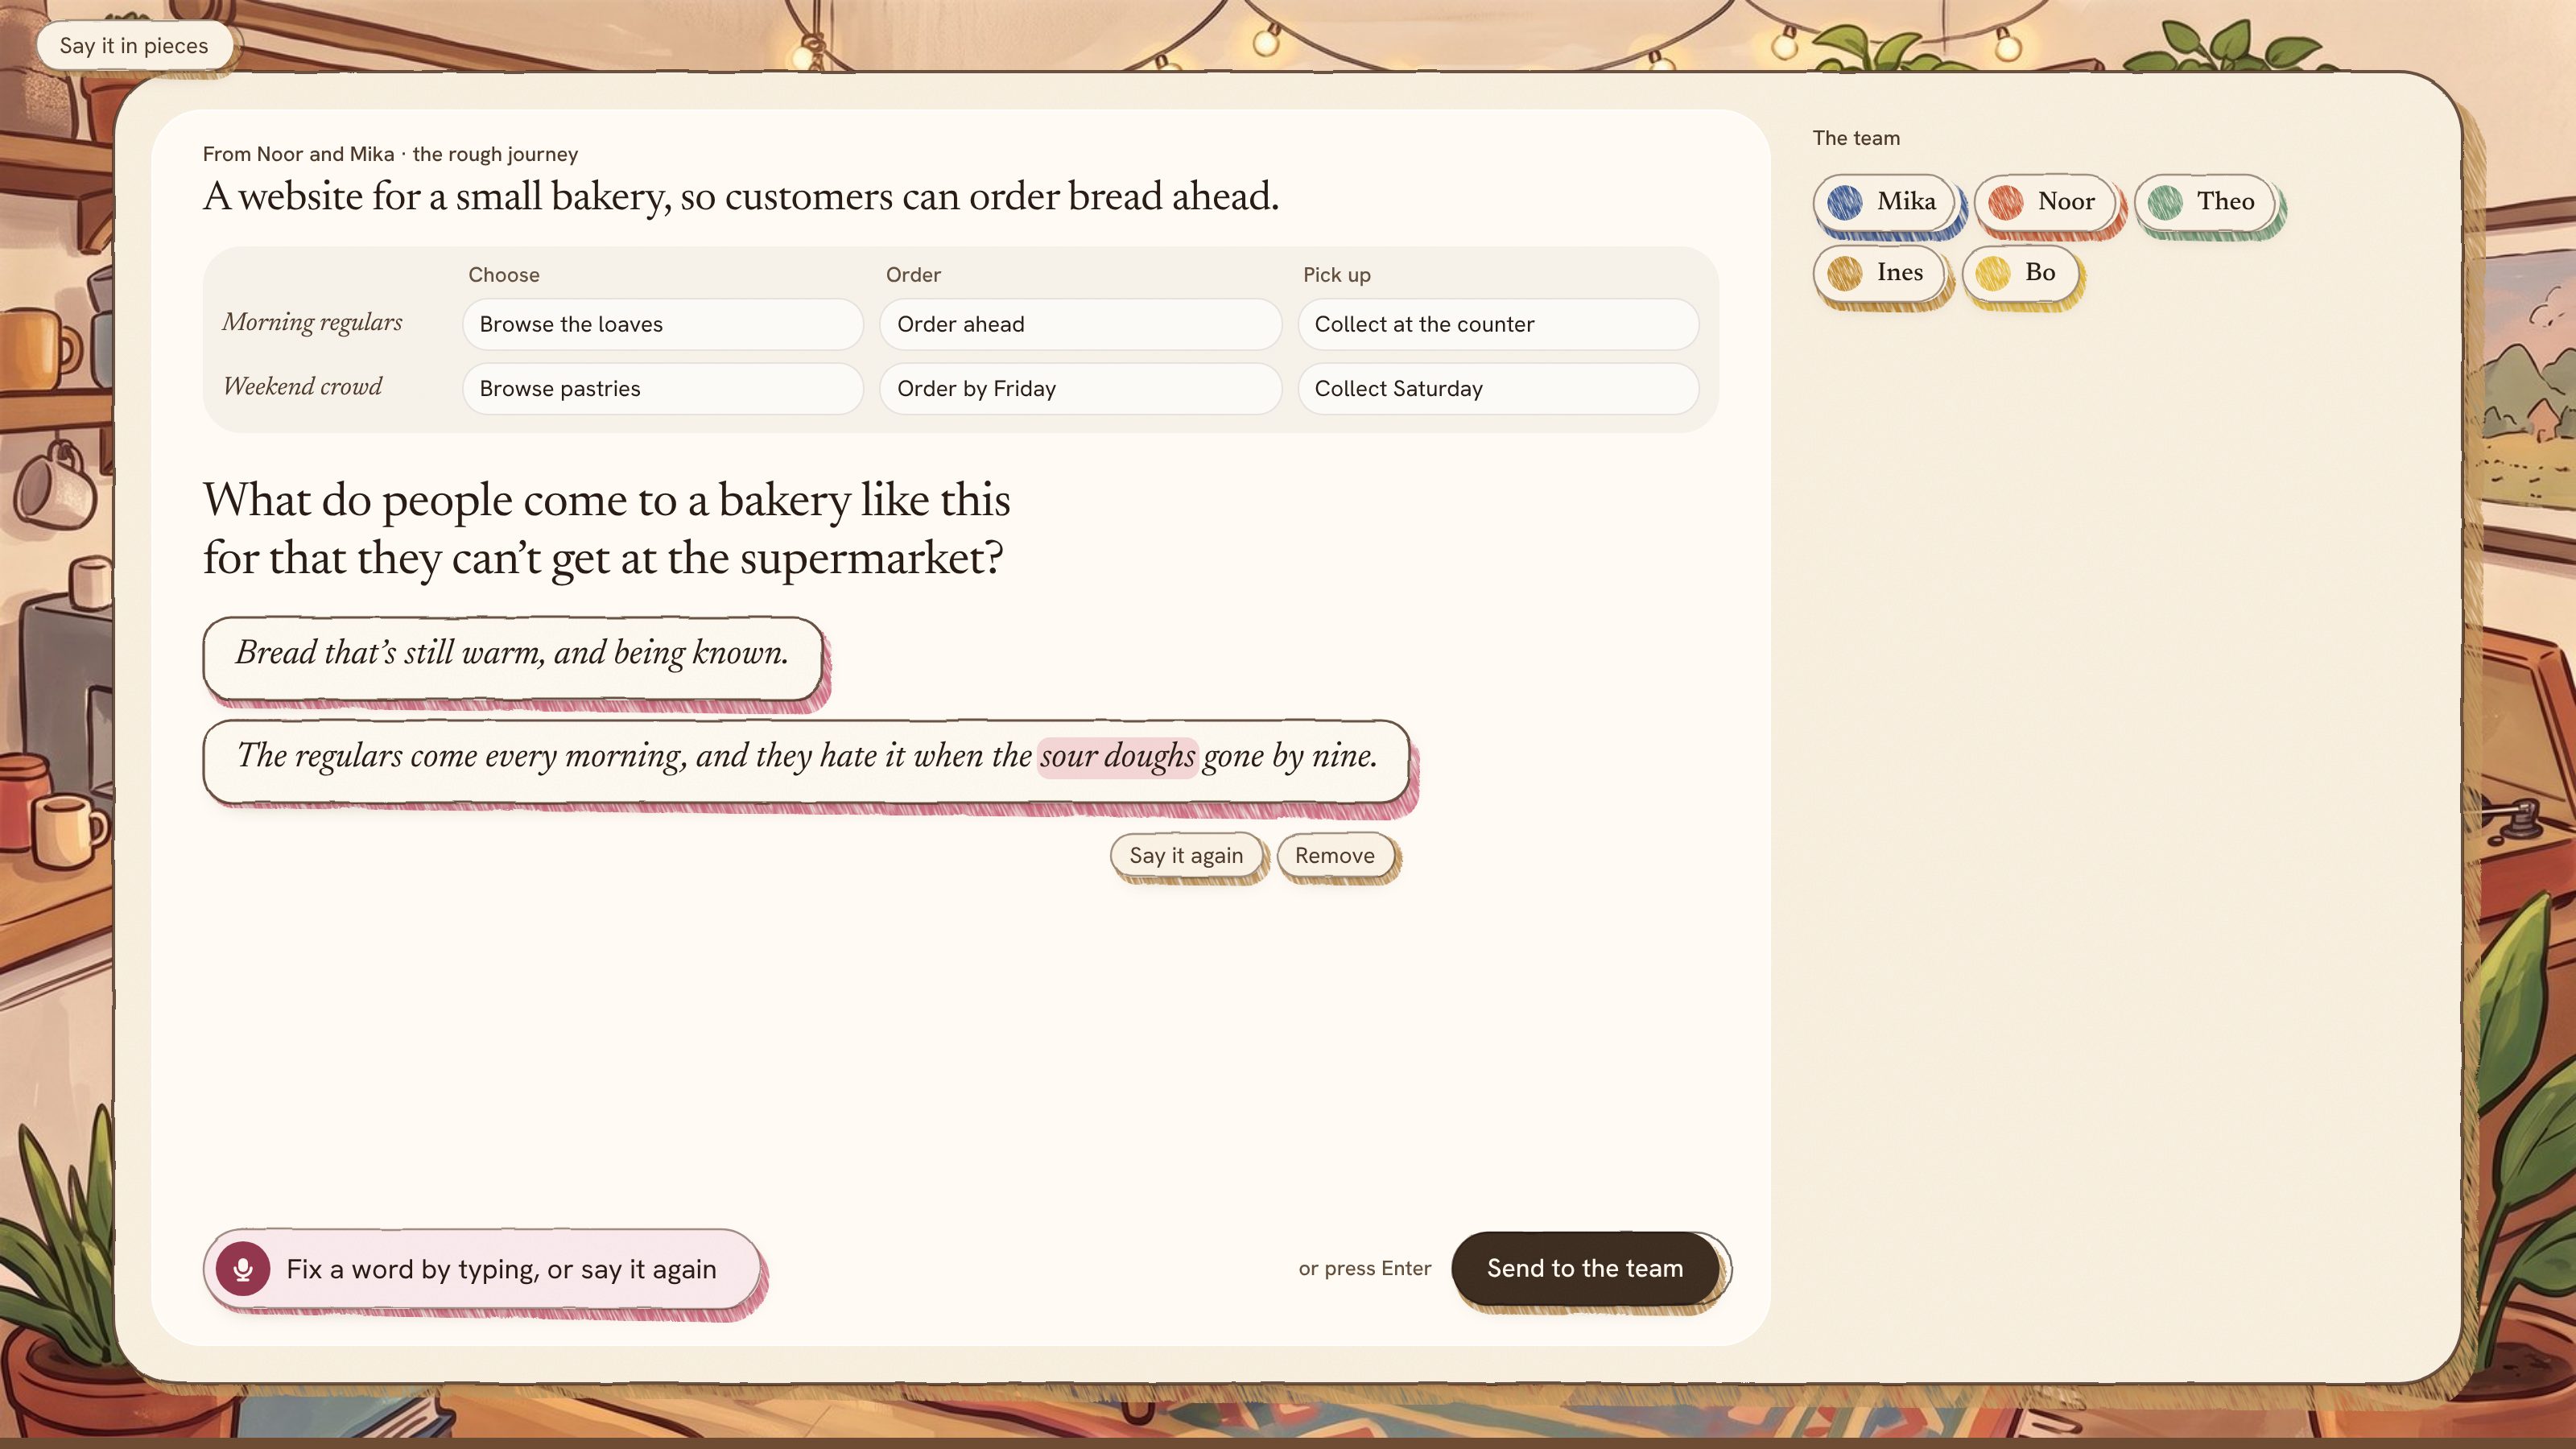 Say it in pieces
From Noor and Mika · the rough journey
A website for a small bakery, so customers can order bread ahead.
Choose Order Pick up
Morning regulars Browse the loaves Order ahead Collect at the counter
Weekend crowd Browse pastries Order by Friday Collect Saturday
What do people come to a bakery like this
for that they can’t get at the supermarket?
Bread that’s still warm, and being known.
The regulars come every morning, and they hate it when the sour doughs gone by nine.
Say it again Remove
Fix a word by typing, or say it again
or press Enter Send to the team
The team
Mika Noor Theo
Ines Bo